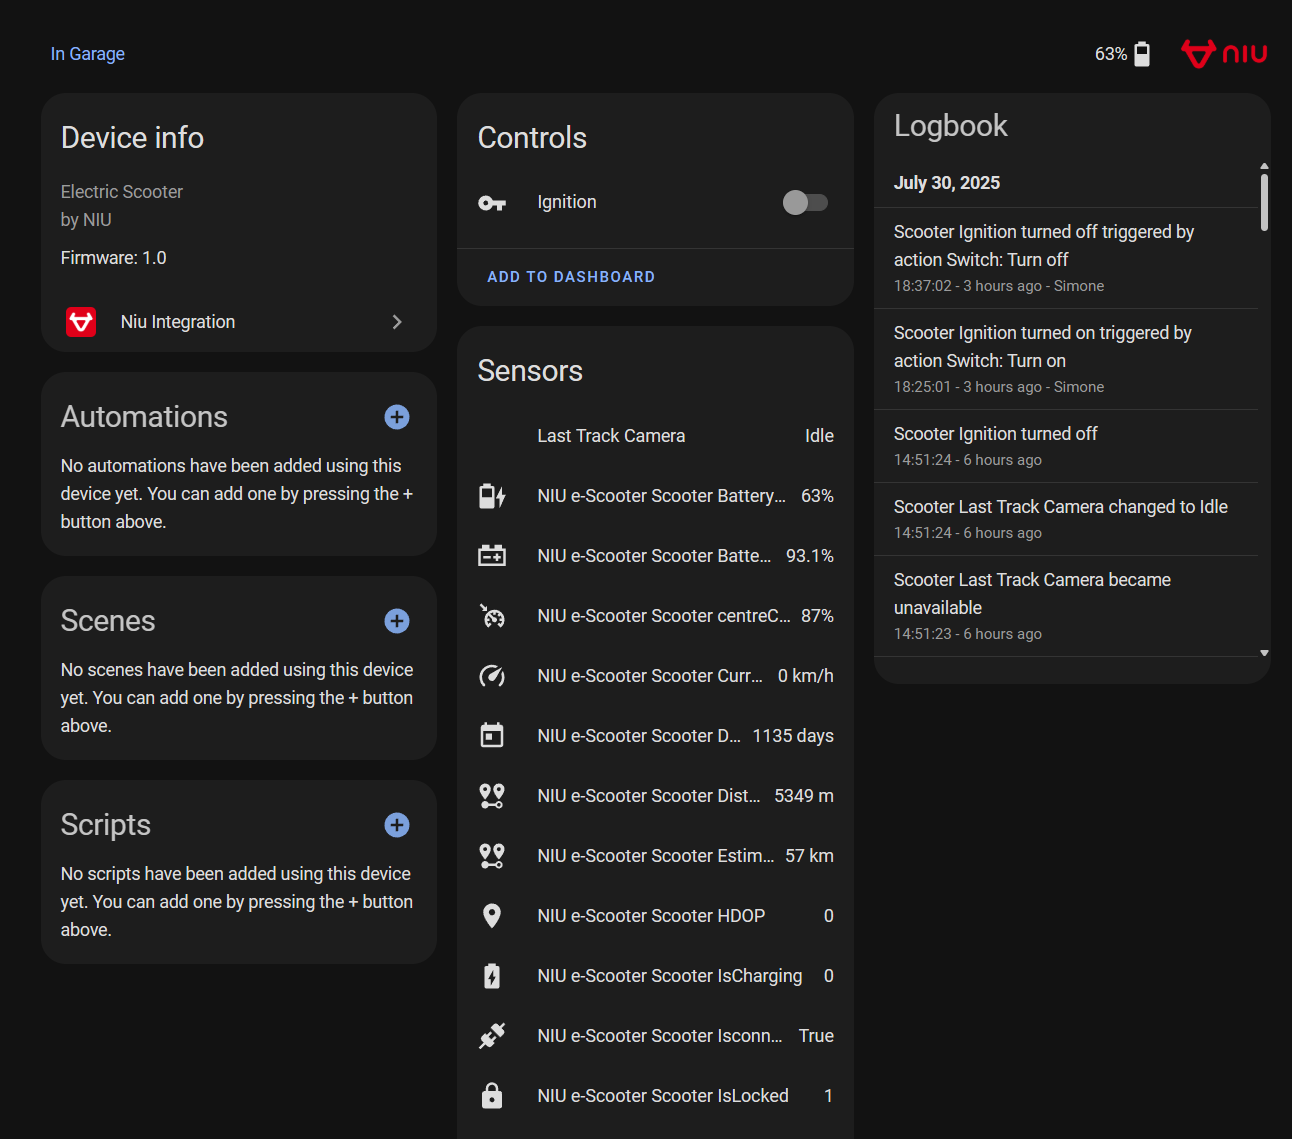 In Garage
63%
NIU
Device info
Electric Scooter
by NIU
Firmware: 1.0
Niu Integration
Automations
No automations have been added using this
device yet. You can add one by pressing the +
button above.
Scenes
No scenes have been added using this device
yet. You can add one by pressing the + button
above.
Scripts
No scripts have been added using this device
yet. You can add one by pressing the + button
above.
Controls
Ignition
ADD TO DASHBOARD
Sensors
Last Track Camera Idle
NIU e-Scooter Scooter Battery... 63%
NIU e-Scooter Scooter Batte... 93.1%
NIU e-Scooter Scooter centreC... 87%
NIU e-Scooter Scooter Curr... 0 km/h
NIU e-Scooter Scooter D... 1135 days
NIU e-Scooter Scooter Dist... 5349 m
NIU e-Scooter Scooter Estim... 57 km
NIU e-Scooter Scooter HDOP 0
NIU e-Scooter Scooter IsCharging 0
NIU e-Scooter Scooter Isconn... True
NIU e-Scooter Scooter IsLocked 1
Logbook
July 30, 2025
Scooter Ignition turned off triggered by
action Switch: Turn off
18:37:02 - 3 hours ago - Simone
Scooter Ignition turned on triggered by
action Switch: Turn on
18:25:01 - 3 hours ago - Simone
Scooter Ignition turned off
14:51:24 - 6 hours ago
Scooter Last Track Camera changed to Idle
14:51:24 - 6 hours ago
Scooter Last Track Camera became
unavailable
14:51:23 - 6 hours ago